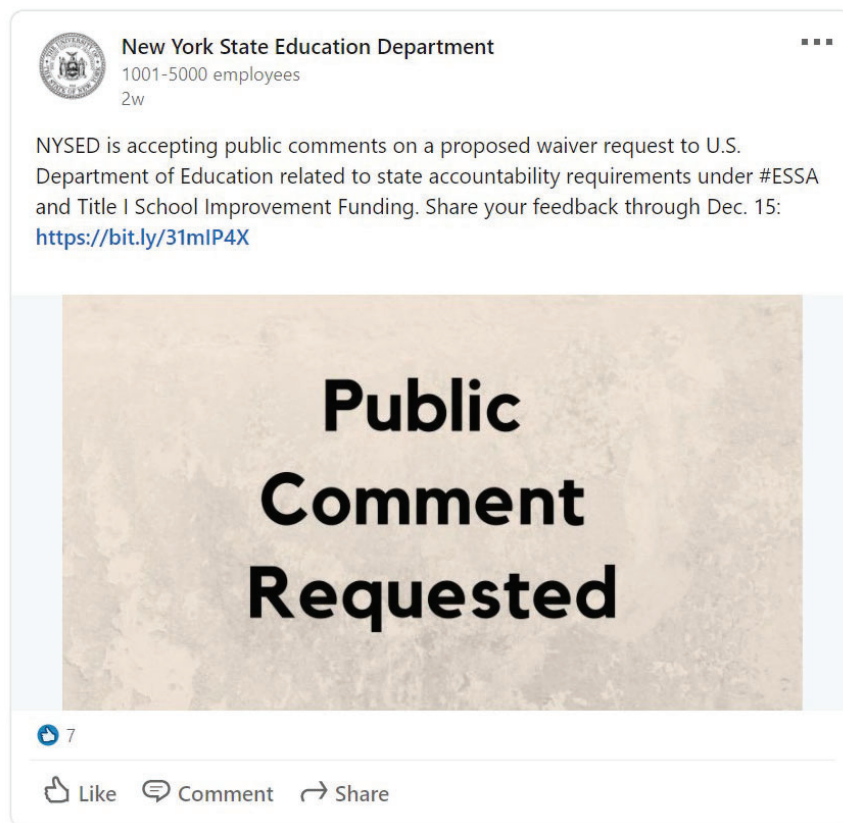 New York State Education Department
1001-5000 employees
2w
NYSED is accepting public comments on a proposed waiver request to U.S.
Department of Education related to state accountability requirements under #ESSA
and Title I School Improvement Funding. Share your feedback through Dec. 15:
https://bit.ly/31mIP4X
Public
Comment
Requested
7
Like Comment Share